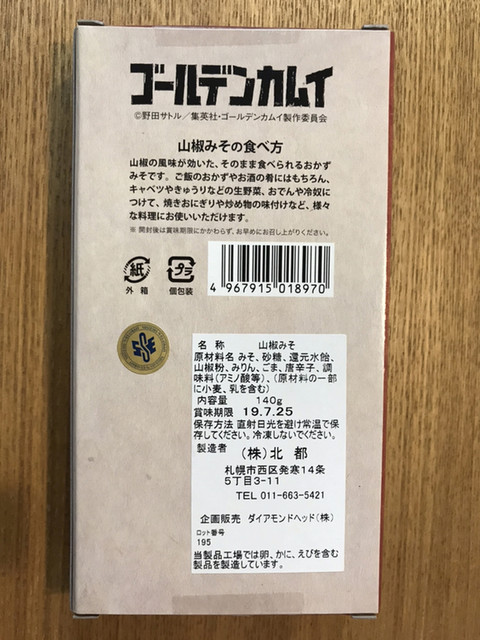 ゴールデンカムイ
©野田サトル／集英社・ゴールデンカムイ製作委員会
山椒みその食べ方
山椒の風味が効いた、そのまま食べられるおかず
みそです。ご飯のおかずやお酒の肴にはもちろん、
キャベツやきゅうりなどの生野菜、おでんや冷奴に
つけて、焼きおにぎりや炒め物の味付けなど、様々
な料理にお使いいただけます。
※ 開封後は賞味期限にかかわらず、お早めにお召し上がりください。
紙
外 箱
プラ
個包装
4 967915 018970
名 称 山椒みそ
原材料名 みそ、砂糖、還元水飴、
山椒粉、みりん、ごま、唐辛子、調
味料(アミノ酸等)、(原材料の一部
に小麦、乳を含む)
内容量 140g
賞味期限 19.7.25
保存方法 直射日光を避け常温で保
存してください。冷凍しないでください。
製造者 (株)北 都
札幌市西区発寒14条
5丁目3-11
TEL 011-663-5421
企画販売 ダイアモンドヘッド(株)
ロット番号
195
当製品工場では卵、かに、えびを含む
製品を製造しています。